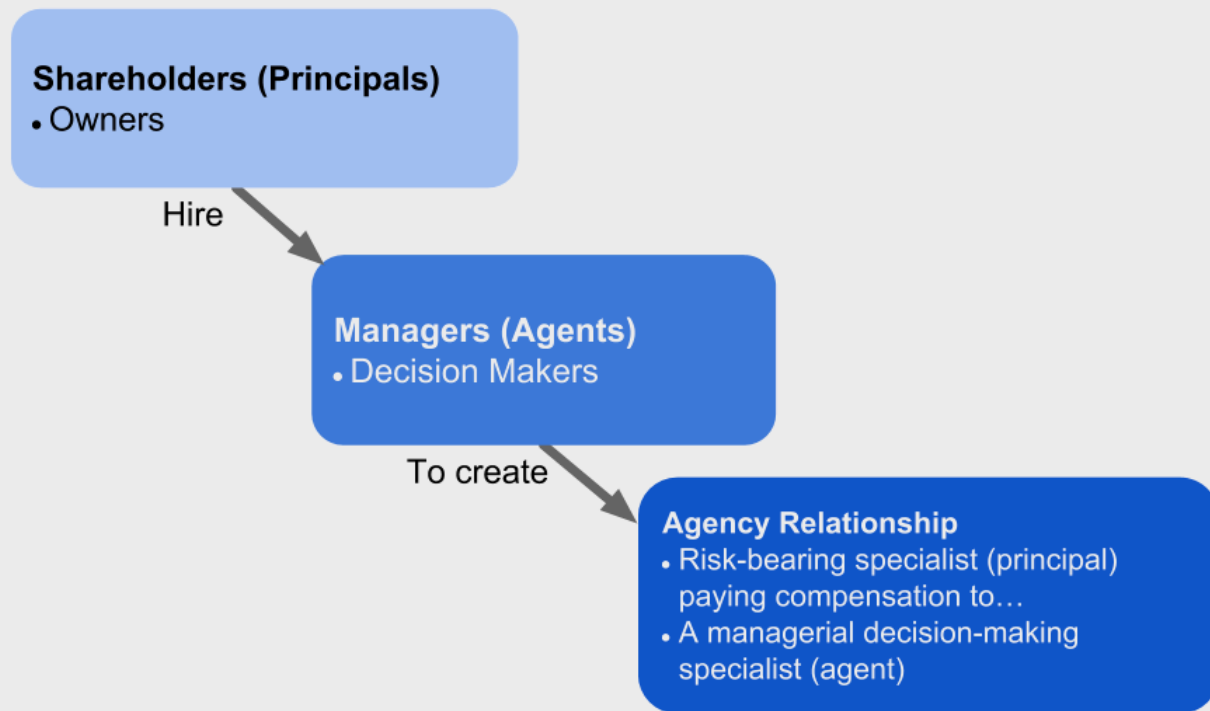 Shareholders (Principals)
• Owners
Hire
Managers (Agents)
• Decision Makers
To create
Agency Relationship
• Risk-bearing specialist (principal)
paying compensation to…
• A managerial decision-making
specialist (agent)